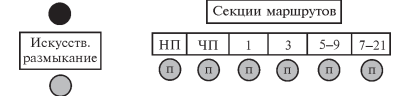 Секции маршрутов
Искусств.
размыкание
НП ЧП 1 3 5–9 7–21
П П П П П П